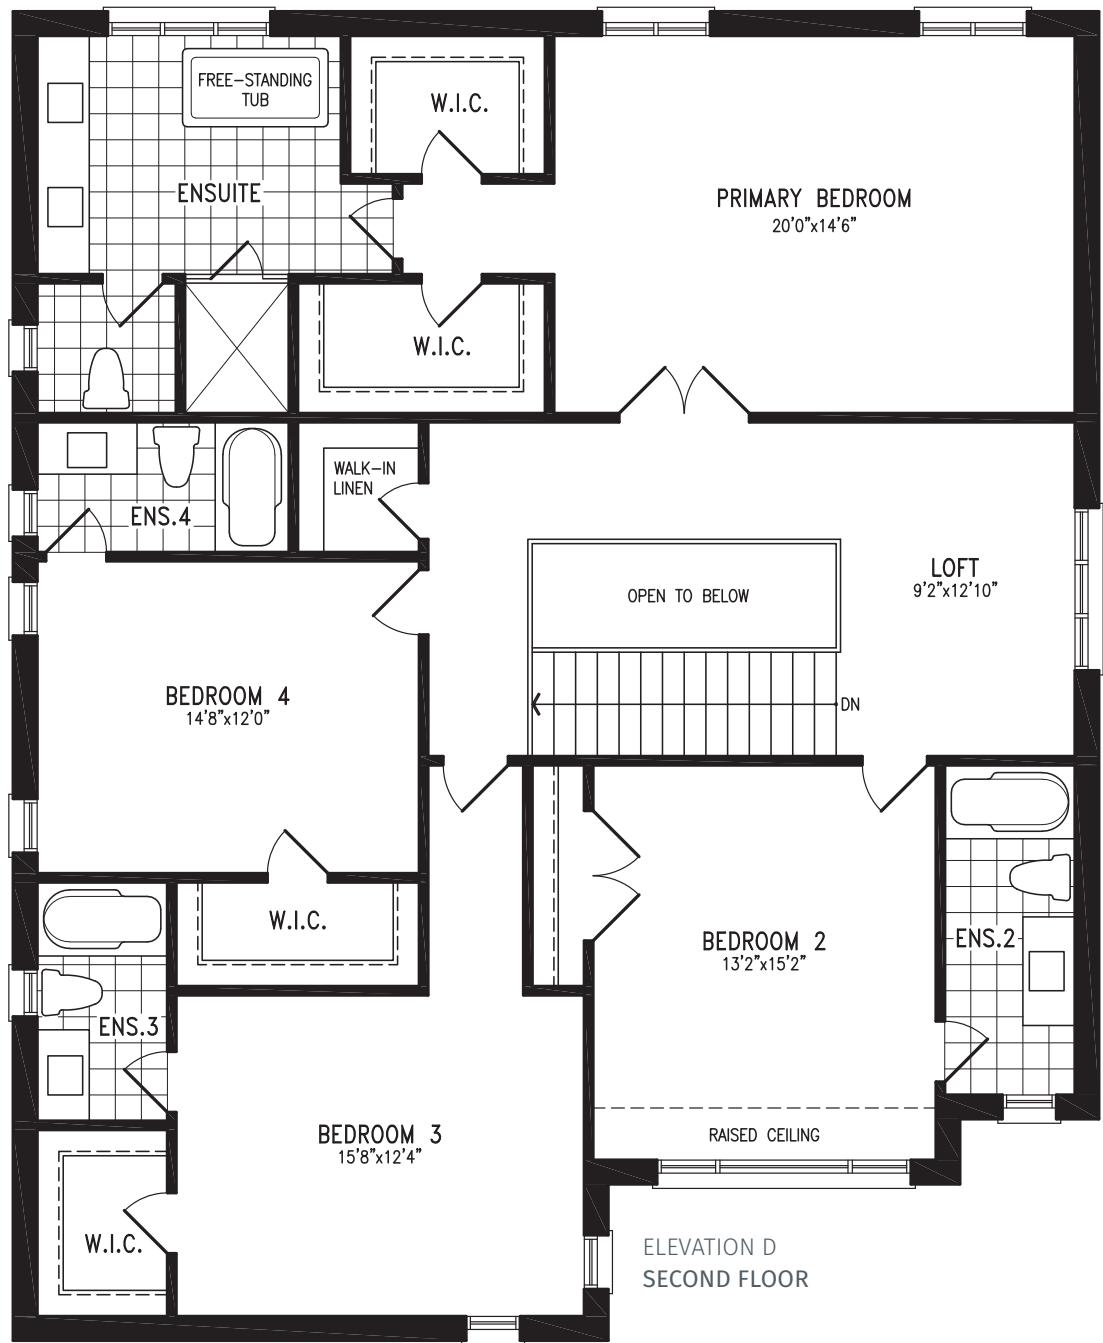 FREE-STANDING
TUB
W.I.C.
ENSUITE
PRIMARY BEDROOM
20'0"x14'6"
W.I.C.
WALK-IN
LINEN
ENS.4
LOFT
9'2"x12'10"
OPEN TO BELOW
BEDROOM 4
14'8"x12'0"
DN
W.I.C.
BEDROOM 2
13'2"x15'2"
ENS.2
ENS.3
BEDROOM 3
15'8"x12'4"
RAISED CEILING
W.I.C.
ELEVATION D
SECOND FLOOR